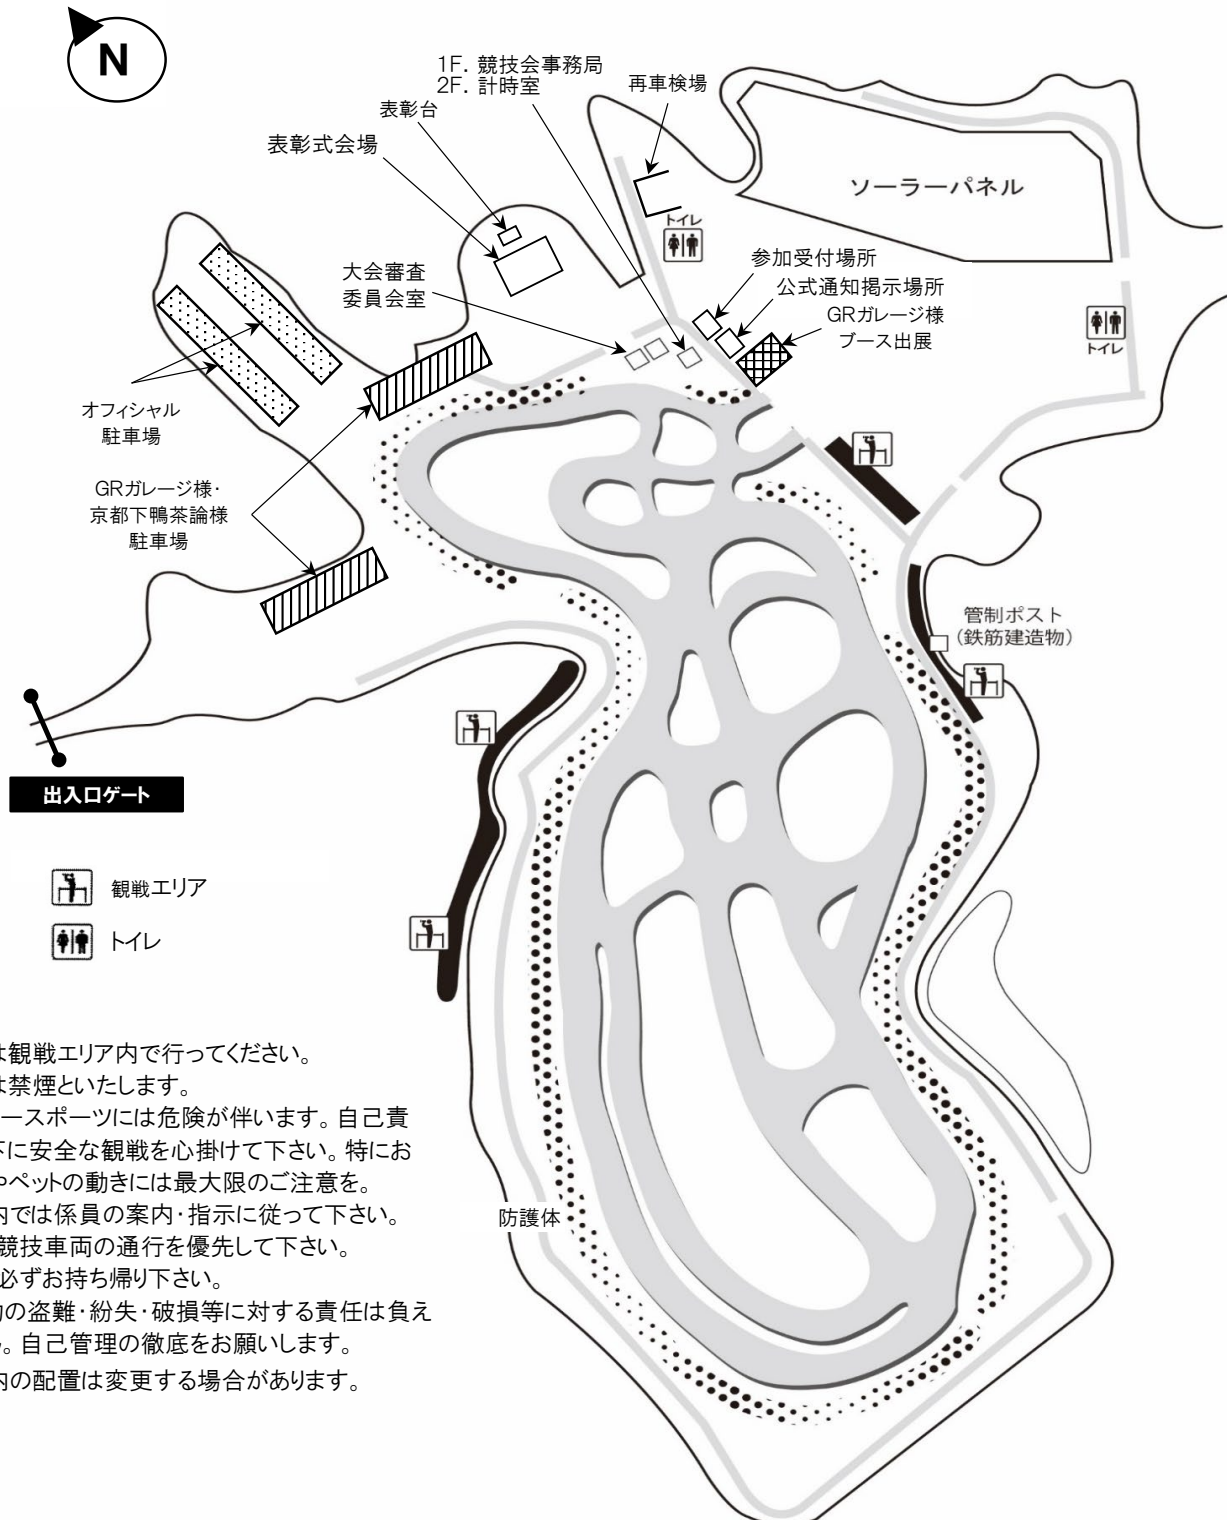 N
1F. 競技会事務局
2F. 計時室
再車検場
表彰台
表彰式会場
ソーラーパネル
トイレ
大会審査
委員会室
参加受付場所
公式通知掲示場所
GRガレージ様
ブース出展
トイレ
オフィシャル
駐車場
GRガレージ様・
京都下鴨茶論様
駐車場
管制ポスト
(鉄筋建造物)
出入口ゲート
観戦エリア
トイレ
は観戦エリア内で行ってください。
は禁煙といたします。
ースポーツには危険が伴います。自己責
下に安全な観戦を心掛けて下さい。特にお
やペットの動きには最大限のご注意を。
内では係員の案内・指示に従って下さい。
競技車両の通行を優先して下さい。
必ずお持ち帰り下さい。
の盗難・紛失・破損等に対する責任は負え
。自己管理の徹底をお願いします。
内の配置は変更する場合があります。
防護体